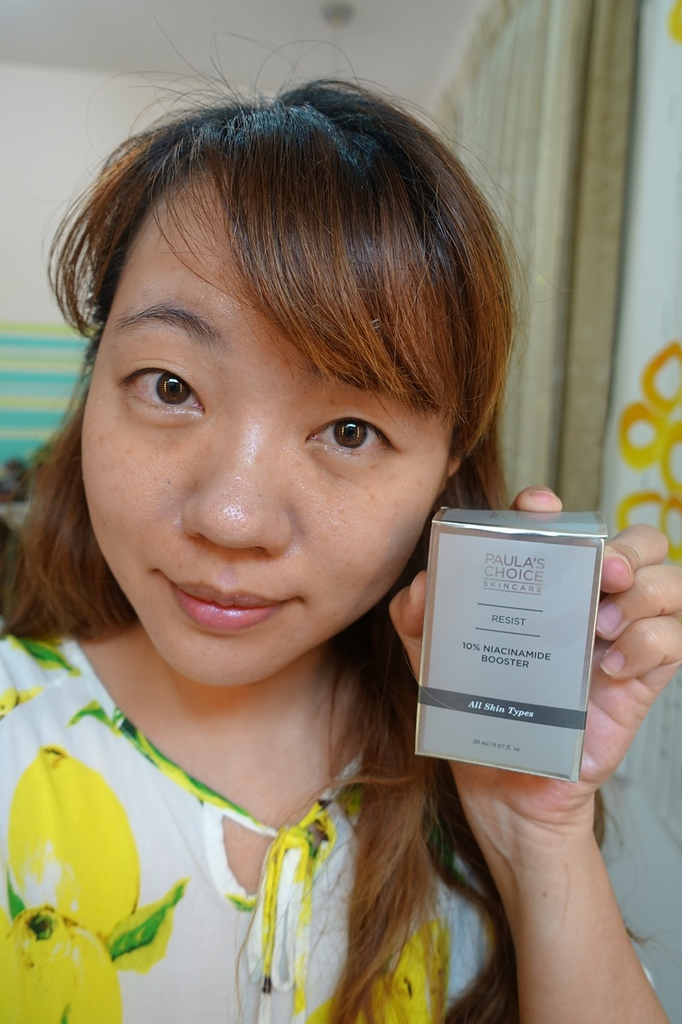 PAULA'S
CHOICE
SKINCARE
RESIST
10% NIACINAMIDE
BOOSTER
All Skin Types
20 ml / 0.67 fl. oz.